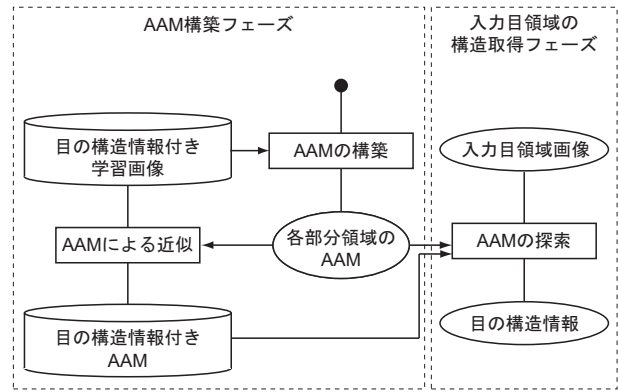 AAM構築フェーズ
入力目領域の
構造取得フェーズ
目の構造情報付き
学習画像
AAMの構築
入力目領域画像
AAMによる近似
各部分領域の
AAM
AAMの探索
目の構造情報付き
AAM
目の構造情報